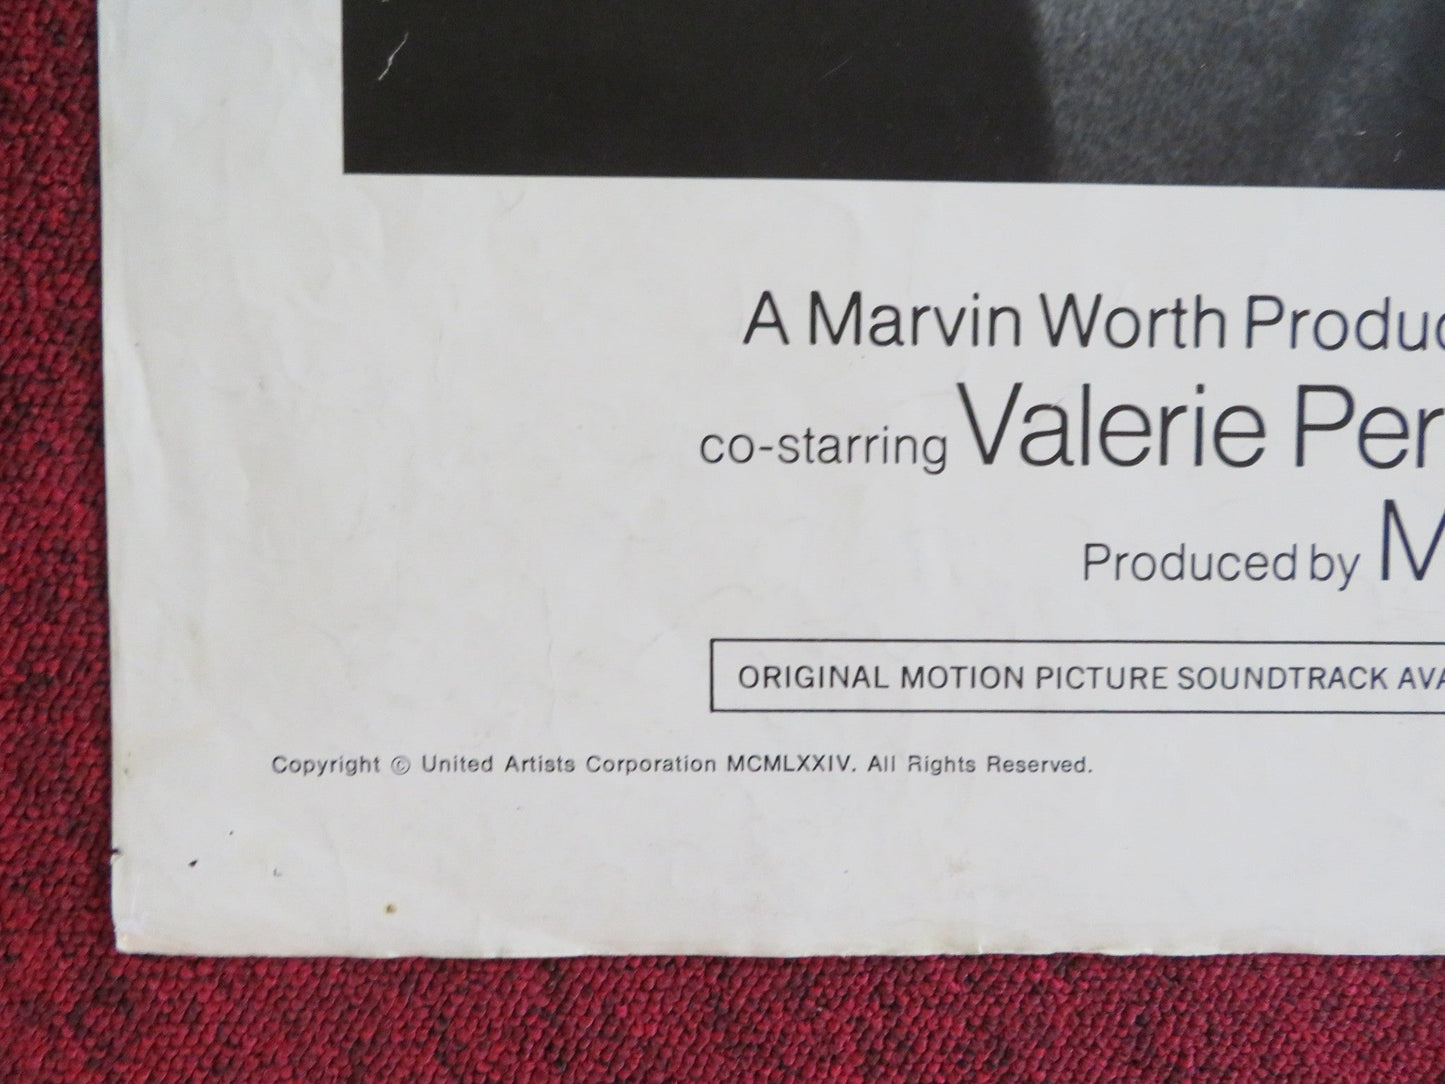 A Marvin Worth Produc
co-starring Valerie Per
Produced by M
ORIGINAL MOTION PICTURE SOUNDTRACK AVA
Copyright © United Artists Corporation MCMLXXIV. All Rights Reserved.